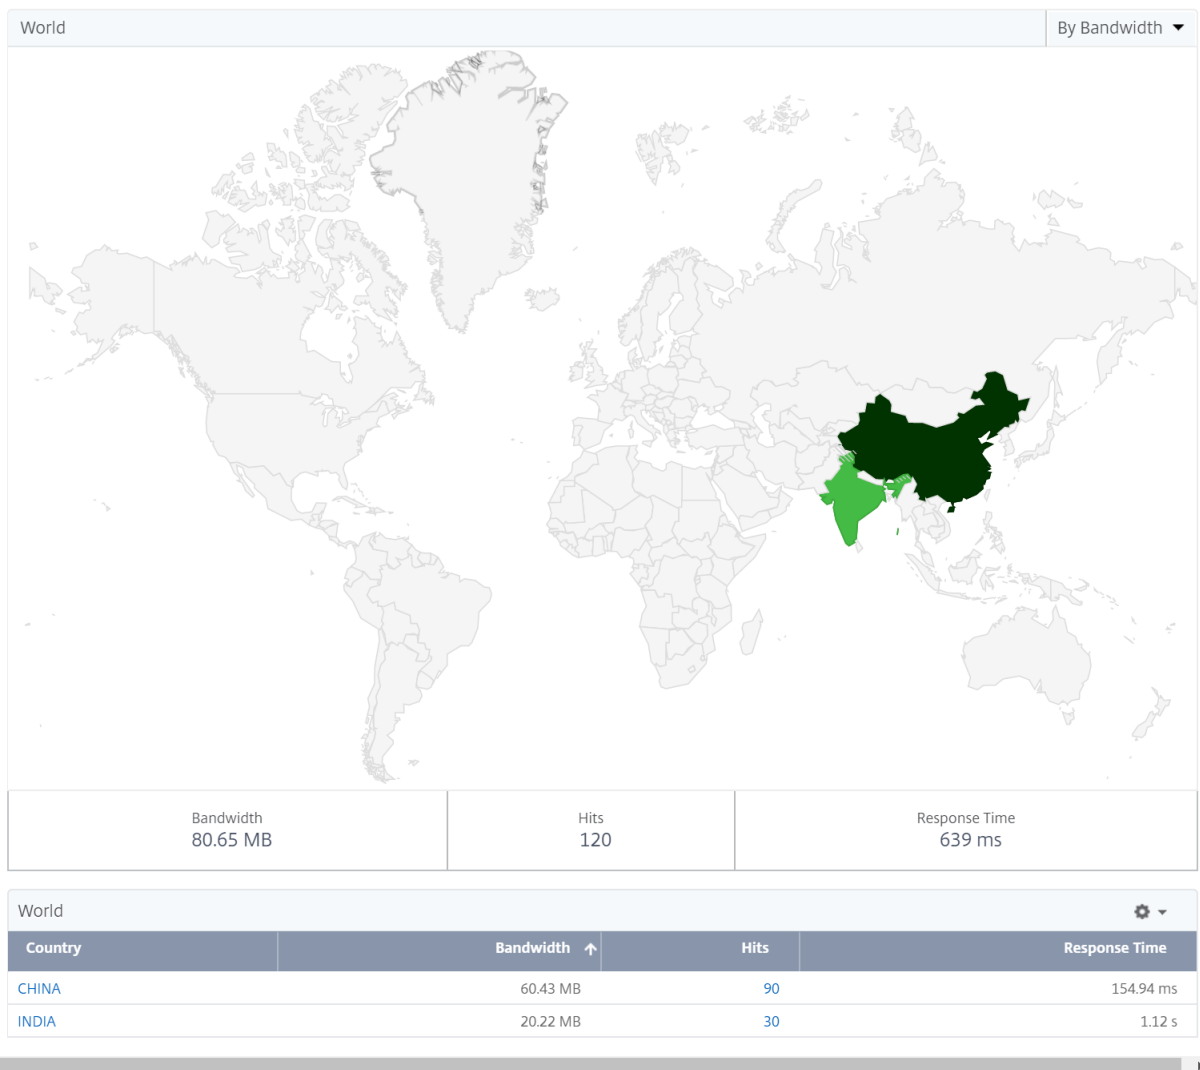 World By Bandwidth
Bandwidth Hits Response Time
80.65 MB 120 639 ms
World
Country Bandwidth Hits Response Time
CHINA 60.43 MB 90 154.94 ms
INDIA 20.22 MB 30 1.12 s